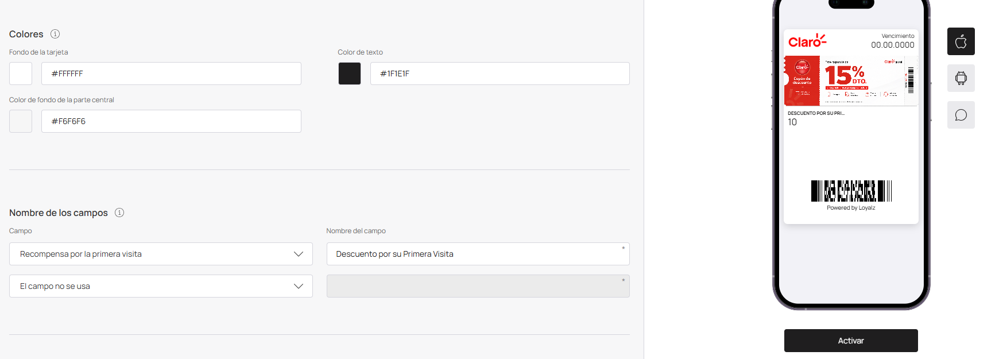 Colores
Fondo de la tarjeta
Color de texto
#FFFFFF
#1F1E1F
Color de fondo de la parte central
#F6F6F6
Nombre de los campos
Campo
Nombre del campo
Recompensa por la primera visita
Descuento por su Primera Visita
*
El campo no se usa
*
Claro
Vencimiento
00.00.0000
Claro
Cupón de
descuento
15%
DTO.
DESCUENTO POR SU PRI...
10
Powered by Loyalz
Activar